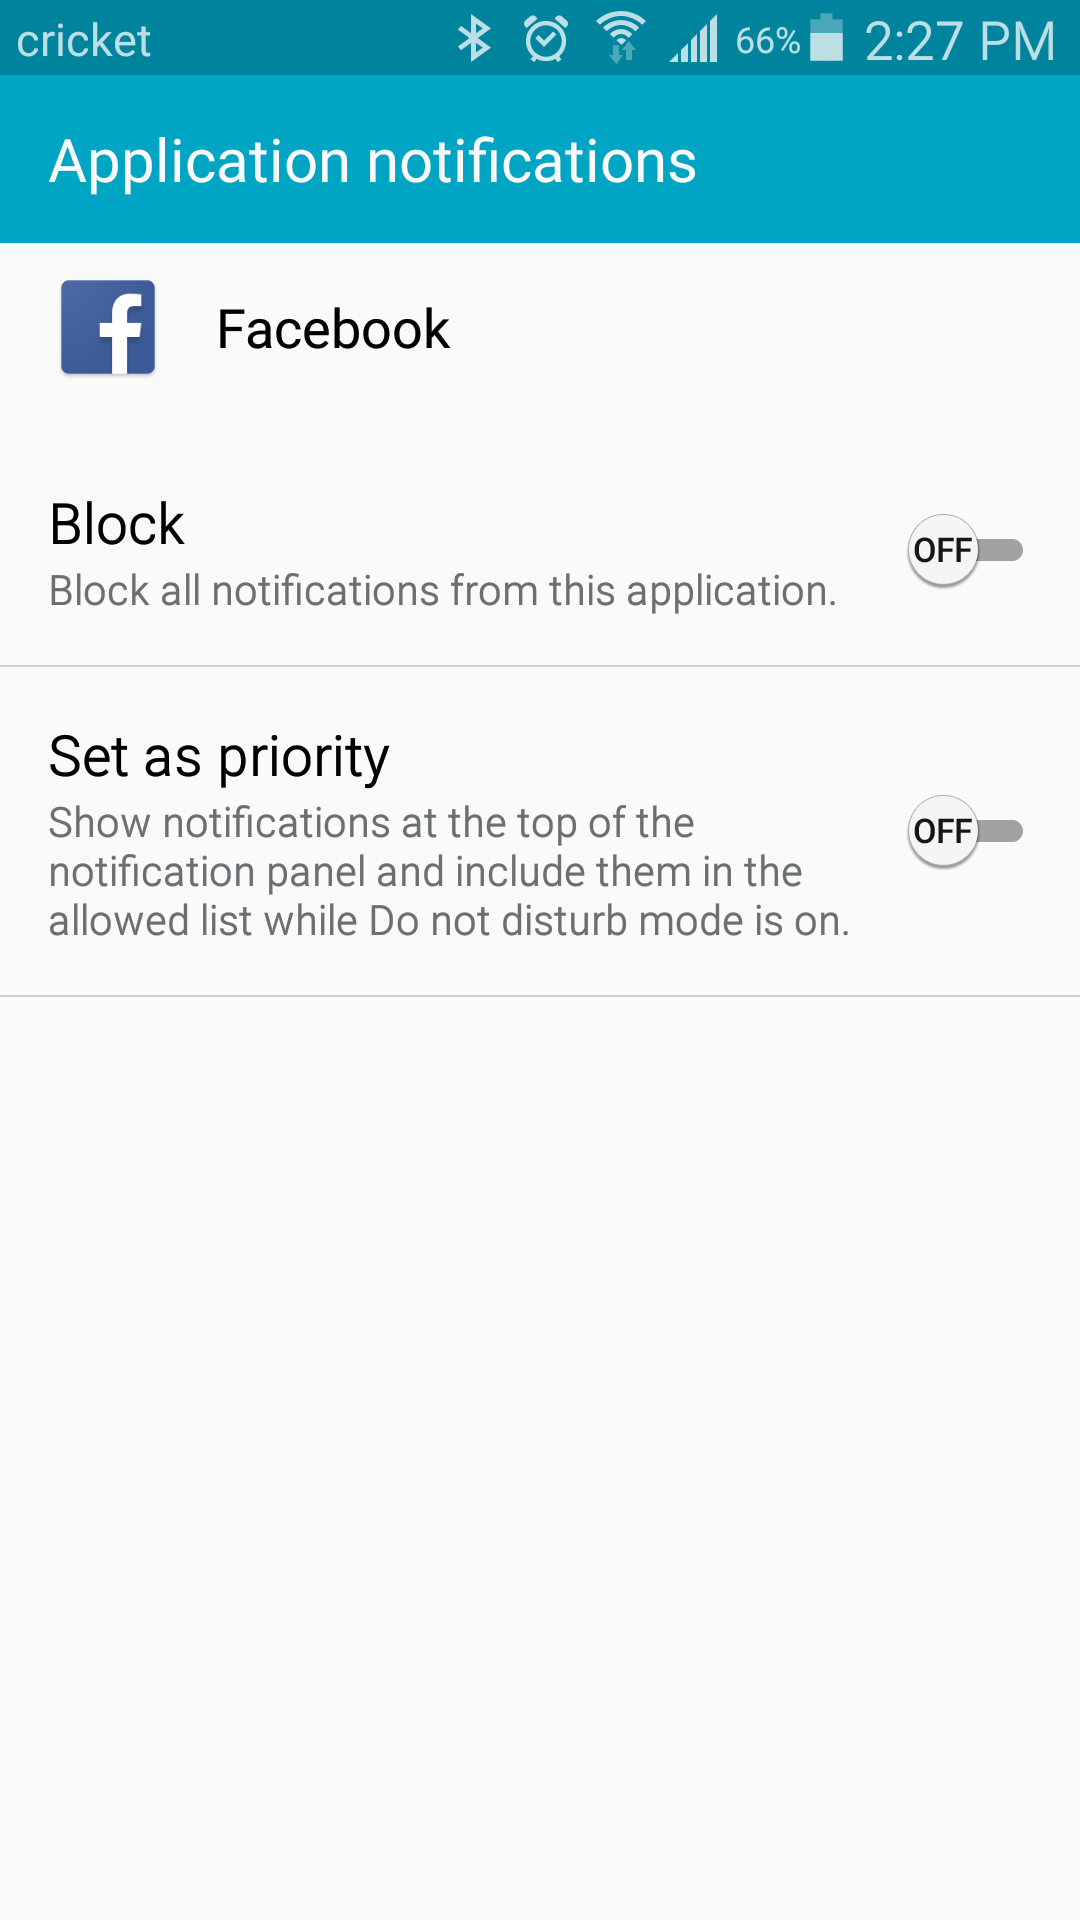 cricket 66% 2:27 PM
Application notifications
Facebook
Block
OFF
Block all notifications from this application.
Set as priority
Show notifications at the top of the
notification panel and include them in the
allowed list while Do not disturb mode is on.
OFF